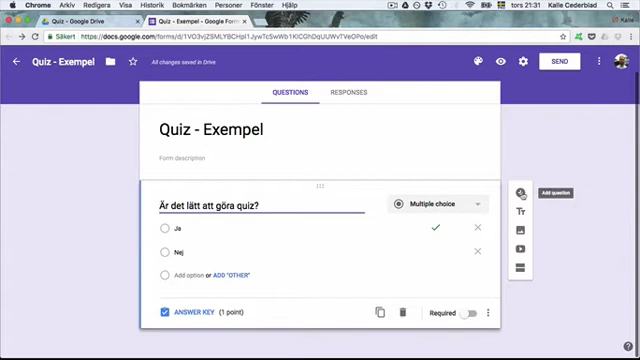 Chrome Arkiv Redigera Visa Historik Bokmärken Personer Fönster Hjälp tors 21:31 Kalle Cederblad
Quiz - Google Drive
Quiz - Exempel - Google Form
Kalle
Säkert https://docs.google.com/forms/d/
Quiz - Exempel
All changes saved in Drive
SEND
QUESTIONS
RESPONSES
Quiz - Exempel
Form description
Är det lätt att göra quiz?
Multiple choice
Add question
Ja
Tт
Nej
Add option or ADD "OTHER"
ANSWER KEY (1 point)
Required